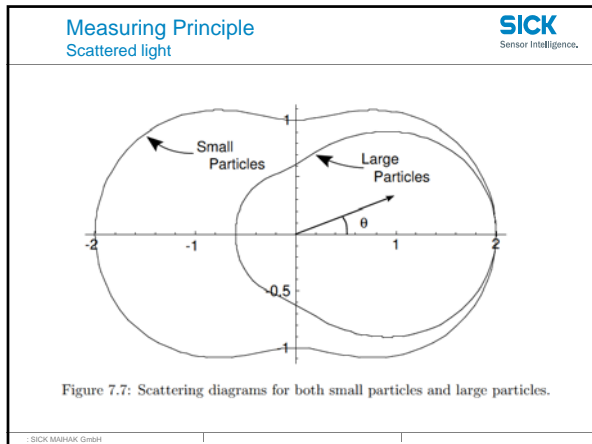 Measuring Principle
Scattered light
SICK
Sensor Intelligence.
1
Small
Particles
Large
Particles
θ
-2
-1
1
2
-0.5
-1
Figure 7.7: Scattering diagrams for both small particles and large particles.
: SICK MAIHAK GmbH